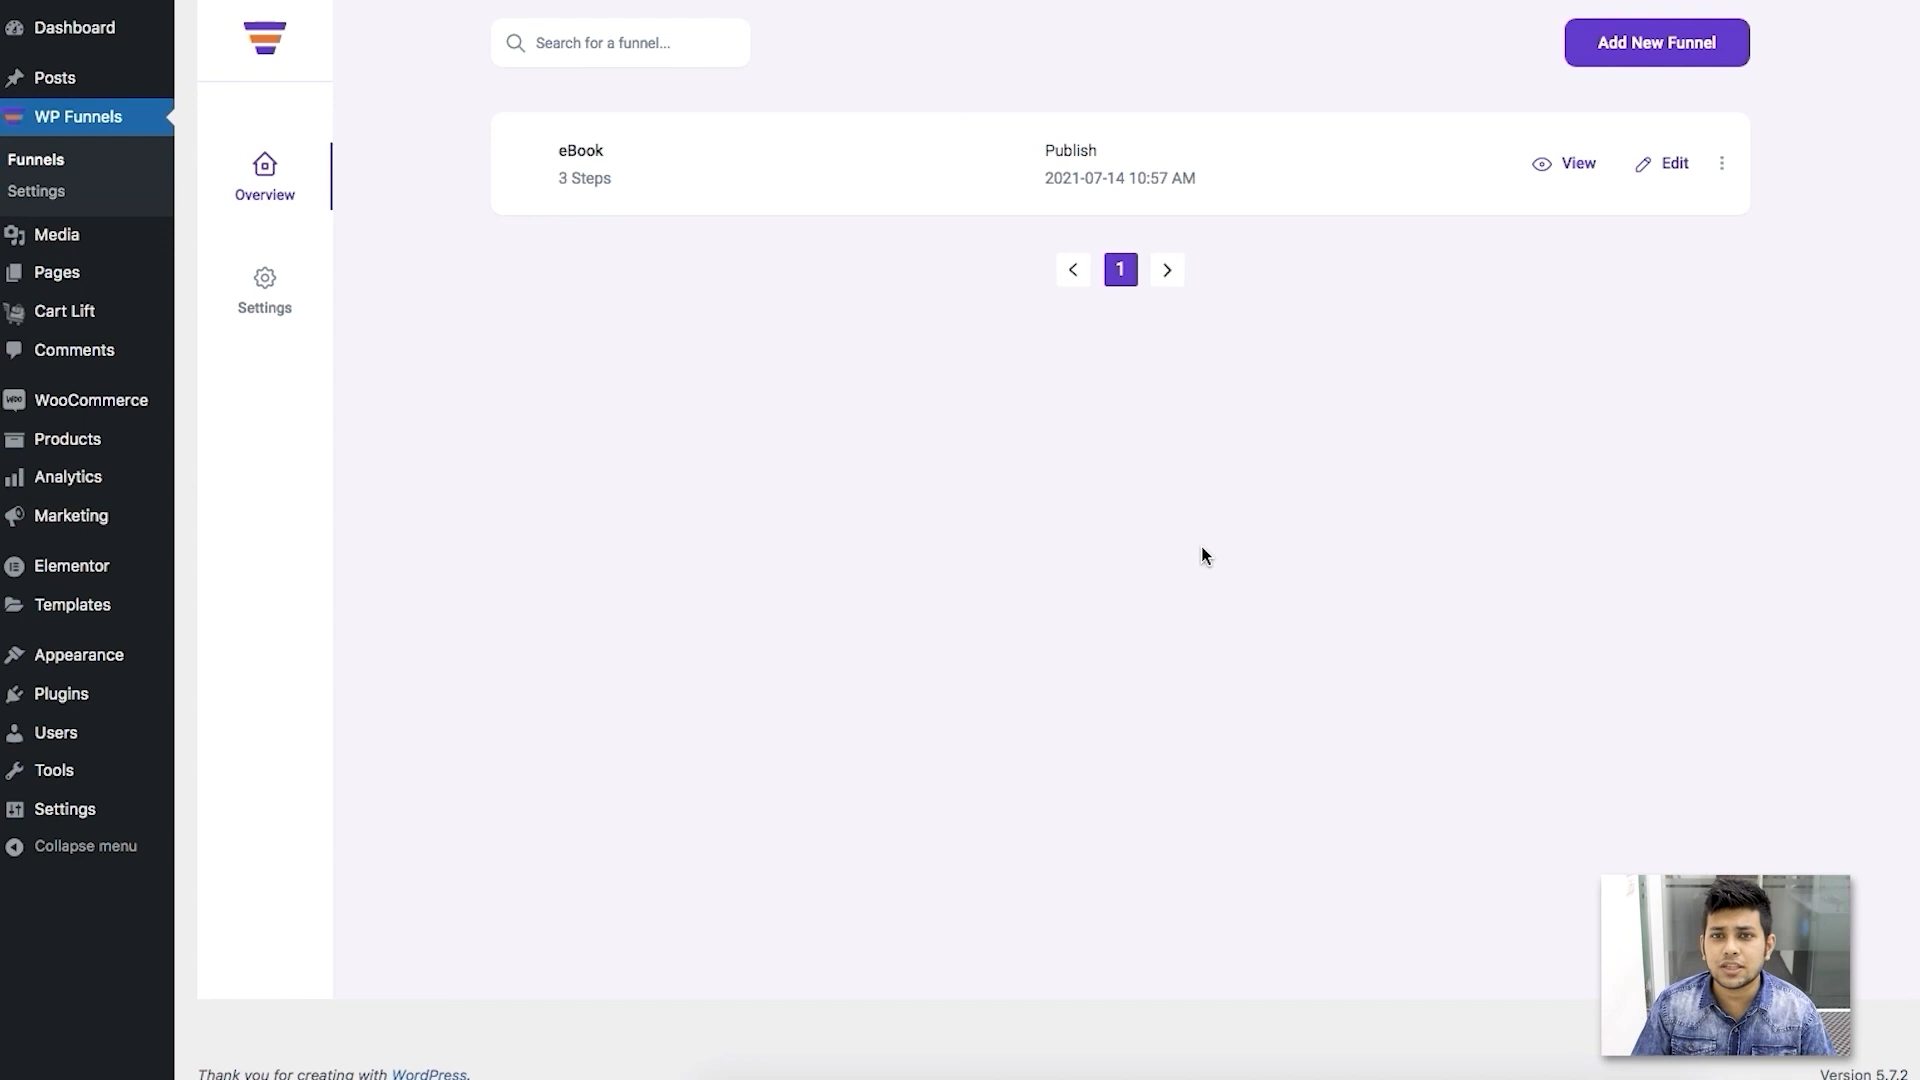 Dashboard
Posts
WP Funnels
Funnels
Settings
Media
Pages
Cart Lift
Comments
WooCommerce
Products
Analytics
Marketing
Elementor
Templates
Appearance
Plugins
Users
Tools
Settings
Collapse menu
Overview
Settings
Search for a funnel...
Add New Funnel
eBook
3 Steps
Publish
2021-07-14 10:57 AM
View
Edit
1
Thank you for creating with WordPress.
Version 5.7.2